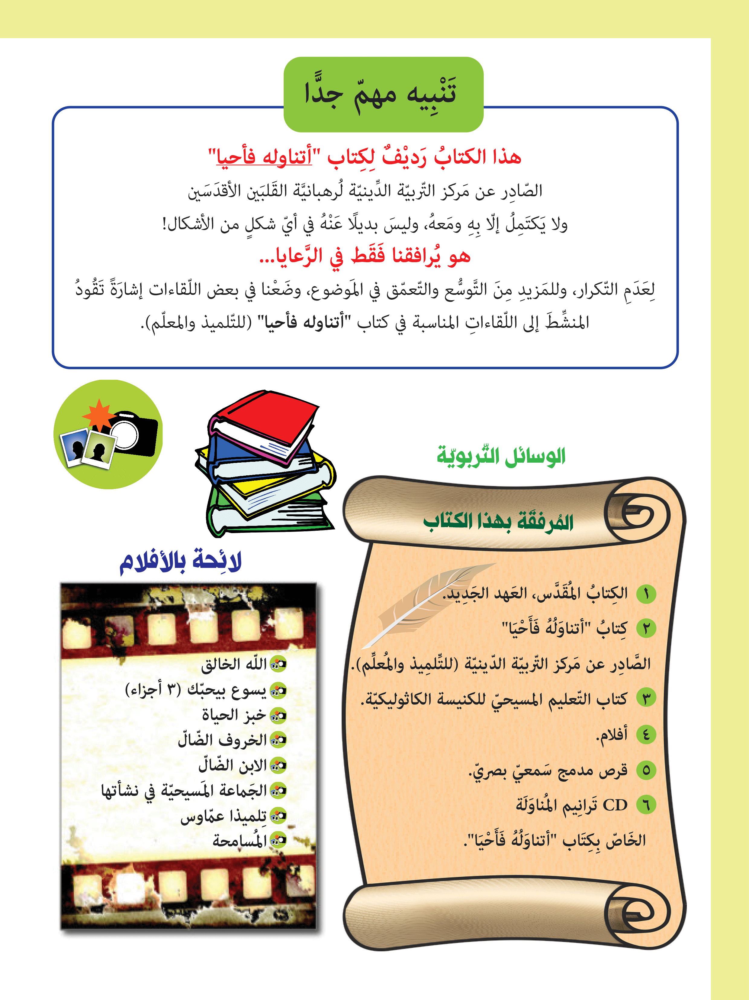 تَنْبِيه مهمّ جدًّا
هذا الكتابُ رَديْفٌ لِكِتاب "أتناوله فأحيا"
الصّادِر عن مَركز التّربيّة الدِّينيّة لُرهبانيَّة القَلبَين الأقدَسَين
ولا يَكتَمِلُ إلّا بِهِ ومَعهُ، وليسَ بديلًا عَنْهُ في أيّ شكلٍ من الأشكال!
هو يُرافقنا فَقَط في الرَّعايا...
لِعَدَمِ التّكرار، وللمَزيدِ مِنَ التَّوسُّع والتّعمّق في المَوضوع، وضَعْنا في بعض اللّقاءات إشارَةً تَقُودُ
المنشِّطَ إلى اللّقاءاتِ المناسبة في كتاب "أتناوله فأحيا" (للتّلميذ والمعلّم).
الوسائل التّربويّة
المُرفقَة بهذا الكتاب
١ الكِتابُ المُقَدَّس، العَهد الجَدِيد.
٢ كِتابُ "أتناوَلُهُ فَأَحْيَا"
الصَّادِر عن مَركز التّربيّة الدّينيّة (للتِّلمِيذ والمُعلِّم).
٣ كتاب التّعليم المسيحيّ للكنيسة الكاثوليكيّة.
٤ أفلام.
٥ قرص مدمج سَمعيّ بصريّ.
٦ CD تَرانِيم المُناوَلَة
الخَاصّ بِكِتَاب "أتناوَلُهُ فَأَحْيَا".
لائِحة بالأفلام
اللّه الخالق
يسوع بيحبّك (٣ أجزاء)
خبز الحياة
الخروف الضّالّ
الابن الضّالّ
الجَماعة المَسيحيّة في نشأتها
تِلميذا عمّاوس
المُسامحة